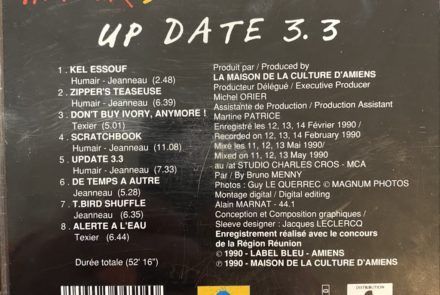 UP DATE 3.3
1. KEL ESSOUF
Humair - Jeanneau (2.48)
2. ZIPPER'S TEASEUSE
Humair - Jeanneau (6.39)
3. DON'T BUY IVORY, ANYMORE !
Texier (5.01)
4. SCRATCHBOOK
Humair - Jeanneau (11.08)
5. UPDATE 3.3
Humair - Jeanneau (7.33)
6. DE TEMPS A AUTRE
Jeanneau (5.28)
7. T.BIRD SHUFFLE
Jeanneau (6.35)
8. ALERTE A L'EAU
Texier (6.44)
Durée totale (52' 16")
Produit par / Produced by
LA MAISON DE LA CULTURE D'AMIENS
Producteur Délégué / Executive Producer
Michel ORIER
Assistante de Production / Production Assistant
Martine PATRICE
Enregistré les 12, 13, 14 Février 1990 /
Recorded on 12, 13, 14 February 1990
Mixé les 11, 12, 13 Mai 1990/
Mixed on 11, 12, 13 May 1990
au /at STUDIO CHARLES CROS - MCA
Par / By Bruno MENNY
Photos : Guy LE QUERREC © MAGNUM PHOTOS
Montage digital / Digital editing
Alain MARNAT - 44.1
Conception et Composition graphiques /
Sleeve designer : Jacques LECLERCQ
Enregistrement réalisé avec le concours
de la Région Réunion
© 1990 - LABEL BLEU - AMIENS
℗ 1990 - MAISON DE LA CULTURE D'AMIENS
DISTRIBUTION